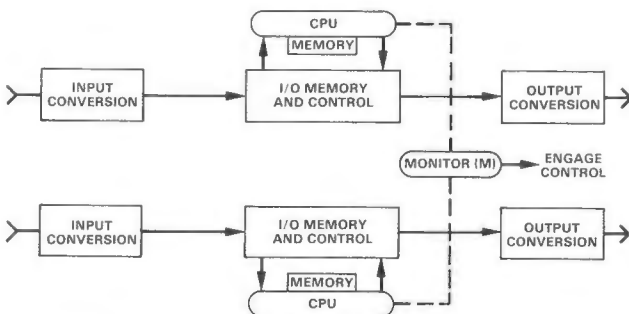 CPU
MEMORY
INPUT
CONVERSION
I/O MEMORY
AND CONTROL
OUTPUT
CONVERSION
MONITOR (M)
ENGAGE
CONTROL
INPUT
CONVERSION
I/O MEMORY
AND CONTROL
OUTPUT
CONVERSION
MEMORY
CPU